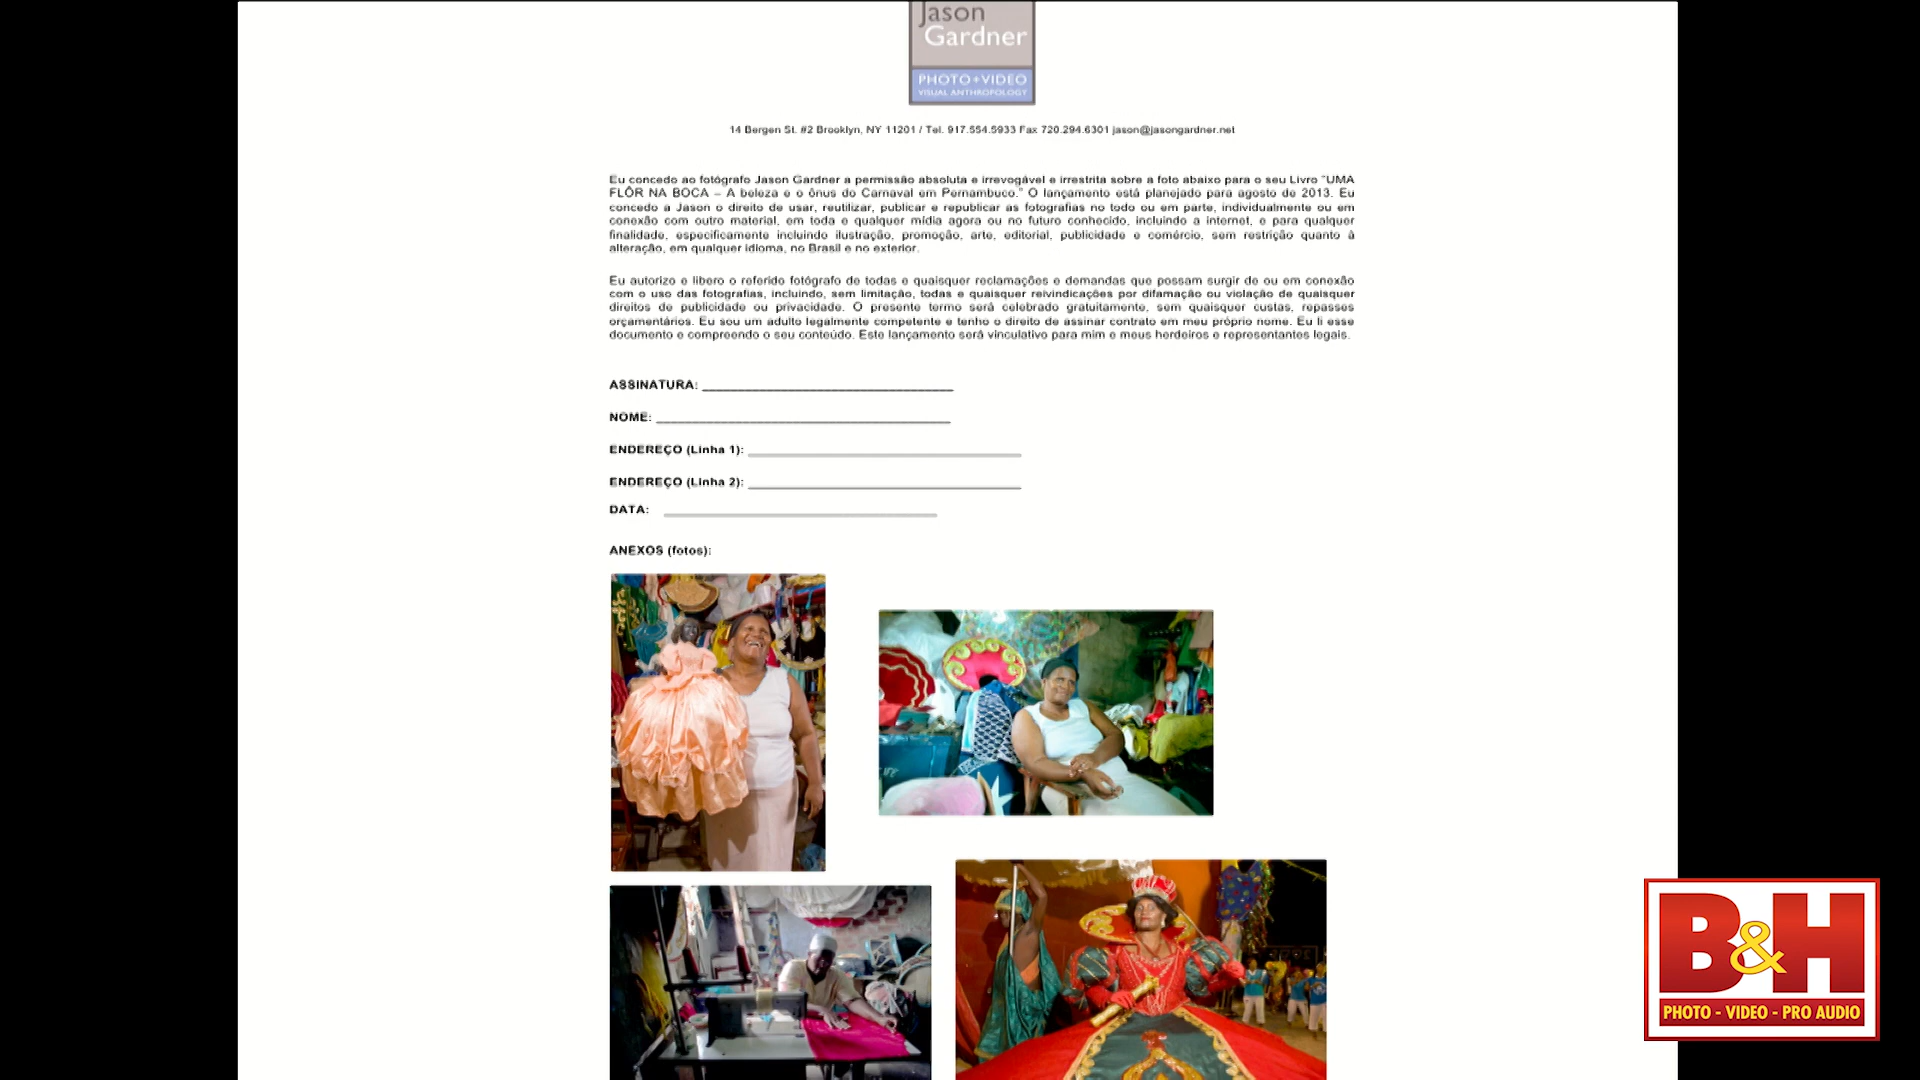 Jason
Gardner
PHOTO+VIDEO
VISUAL ANTHROPOLOGY
14 Bergen St. #2 Brooklyn, NY 11201 / Tel. 917.554.5933 Fax 720.294.6301 jason@jasongardner.net
Eu concedo ao fotógrafo Jason Gardner a permissão absoluta e irrevogável e irrestrita sobre a foto abaixo para o seu Livro "UMA
FLÔR NA BOCA – A beleza e o ônus do Carnaval em Pernambuco." O lançamento está planejado para agosto de 2013. Eu
concedo a Jason o direito de usar, reutilizar, publicar e republicar as fotografias no todo ou em parte, individualmente ou em
conexão com outro material, em toda e qualquer mídia agora ou no futuro conhecido, incluindo a internet, e para qualquer
finalidade, especificamente incluindo ilustração, promoção, arte, editorial, publicidade e comércio, sem restrição quanto à
alteração, em qualquer idioma, no Brasil e no exterior.
Eu autorizo e libero o referido fotógrafo de todas e quaisquer reclamações e demandas que possam surgir de ou em conexão
com o uso das fotografias, incluindo, sem limitação, todas e quaisquer reivindicações por difamação ou violação de quaisquer
direitos de publicidade ou privacidade. O presente termo será celebrado gratuitamente, sem quaisquer custas, repasses
orçamentários. Eu sou um adulto legalmente competente e tenho o direito de assinar contrato em meu próprio nome. Eu li esse
documento e compreendo o seu conteúdo. Este lançamento será vinculativo para mim e meus herdeiros e representantes legais.
ASSINATURA:
NOME:
ENDEREÇO (Linha 1):
ENDEREÇO (Linha 2):
DATA:
ANEXOS (fotos):
B&H
PHOTO - VIDEO - PRO AUDIO